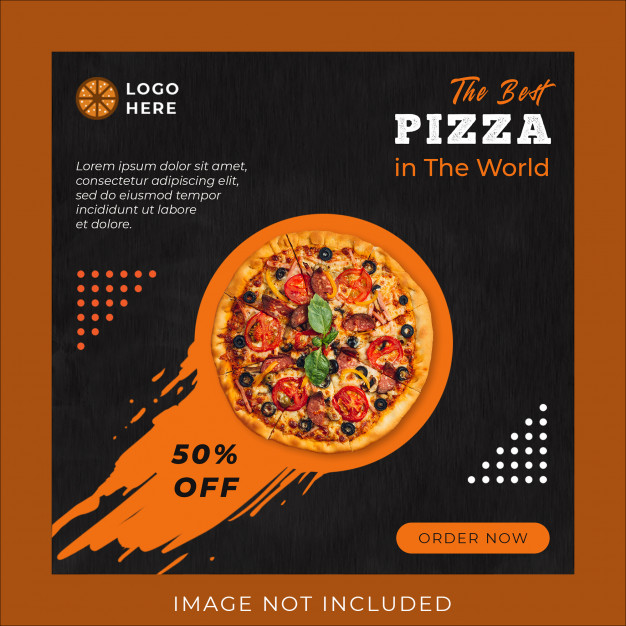 LOGO
HERE
The Best
PIZZA
in The World
Lorem ipsum dolor sit amet,
consectetur adipiscing elit,
sed do eiusmod tempor
incididunt ut labore
et dolore.
50%
OFF
ORDER NOW
IMAGE NOT INCLUDED